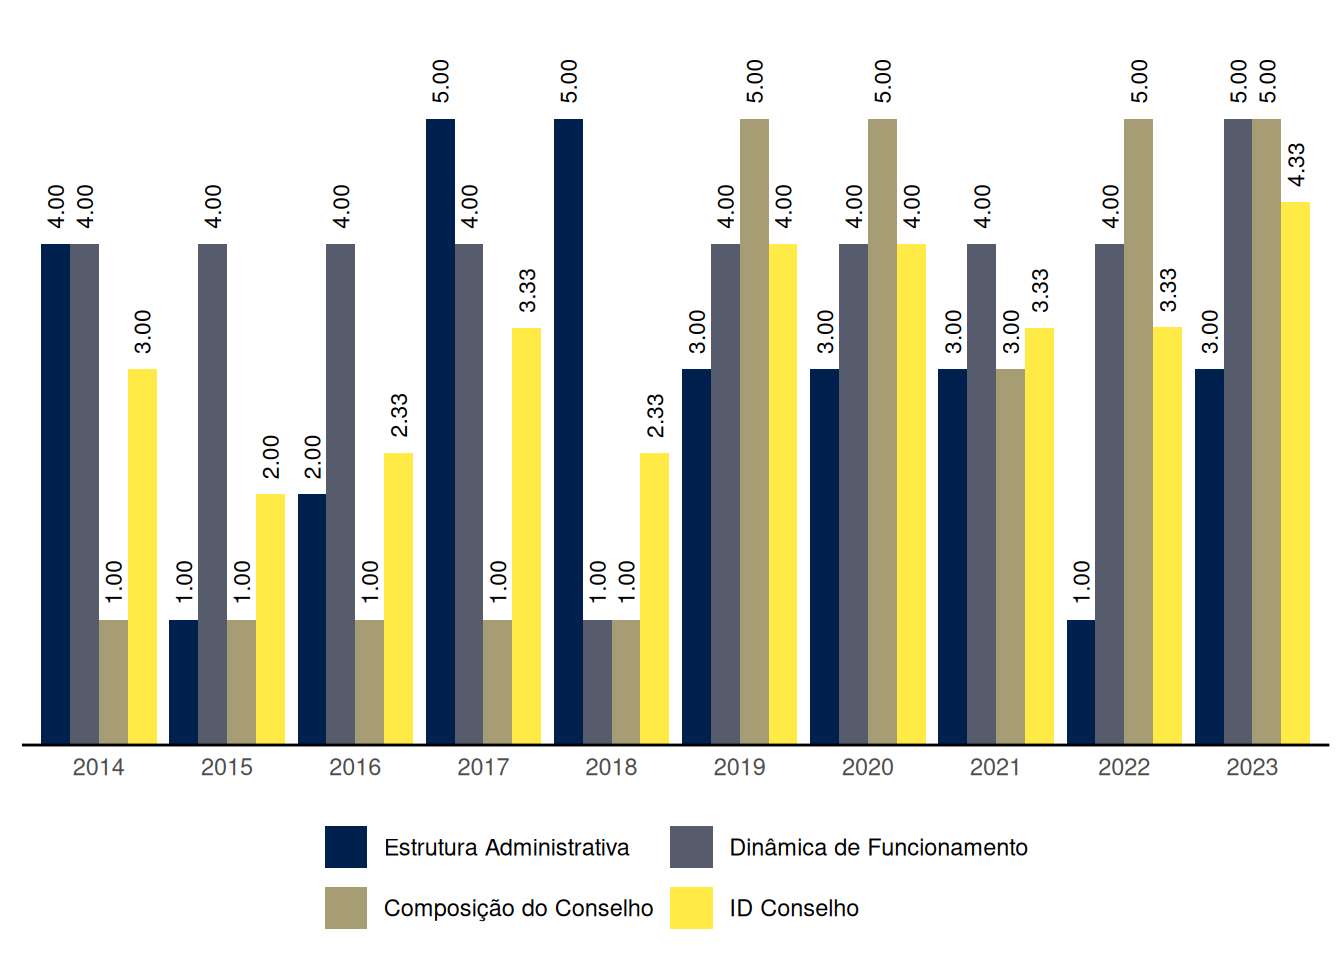 5.00 5.00 5.00 5.00 5.00 5.00 5.00
4.33
4.00 4.00 4.00 4.00 4.00 4.00 4.00 4.00 4.00 4.00 4.00
3.33 3.33 3.33
3.00 3.00 3.00 3.00 3.00 3.00
2.33 2.33
2.00 2.00
1.00 1.00 1.00 1.00 1.00 1.00 1.00 1.00
2014 2015 2016 2017 2018 2019 2020 2021 2022 2023
Estrutura Administrativa Dinâmica de Funcionamento
Composição do Conselho ID Conselho